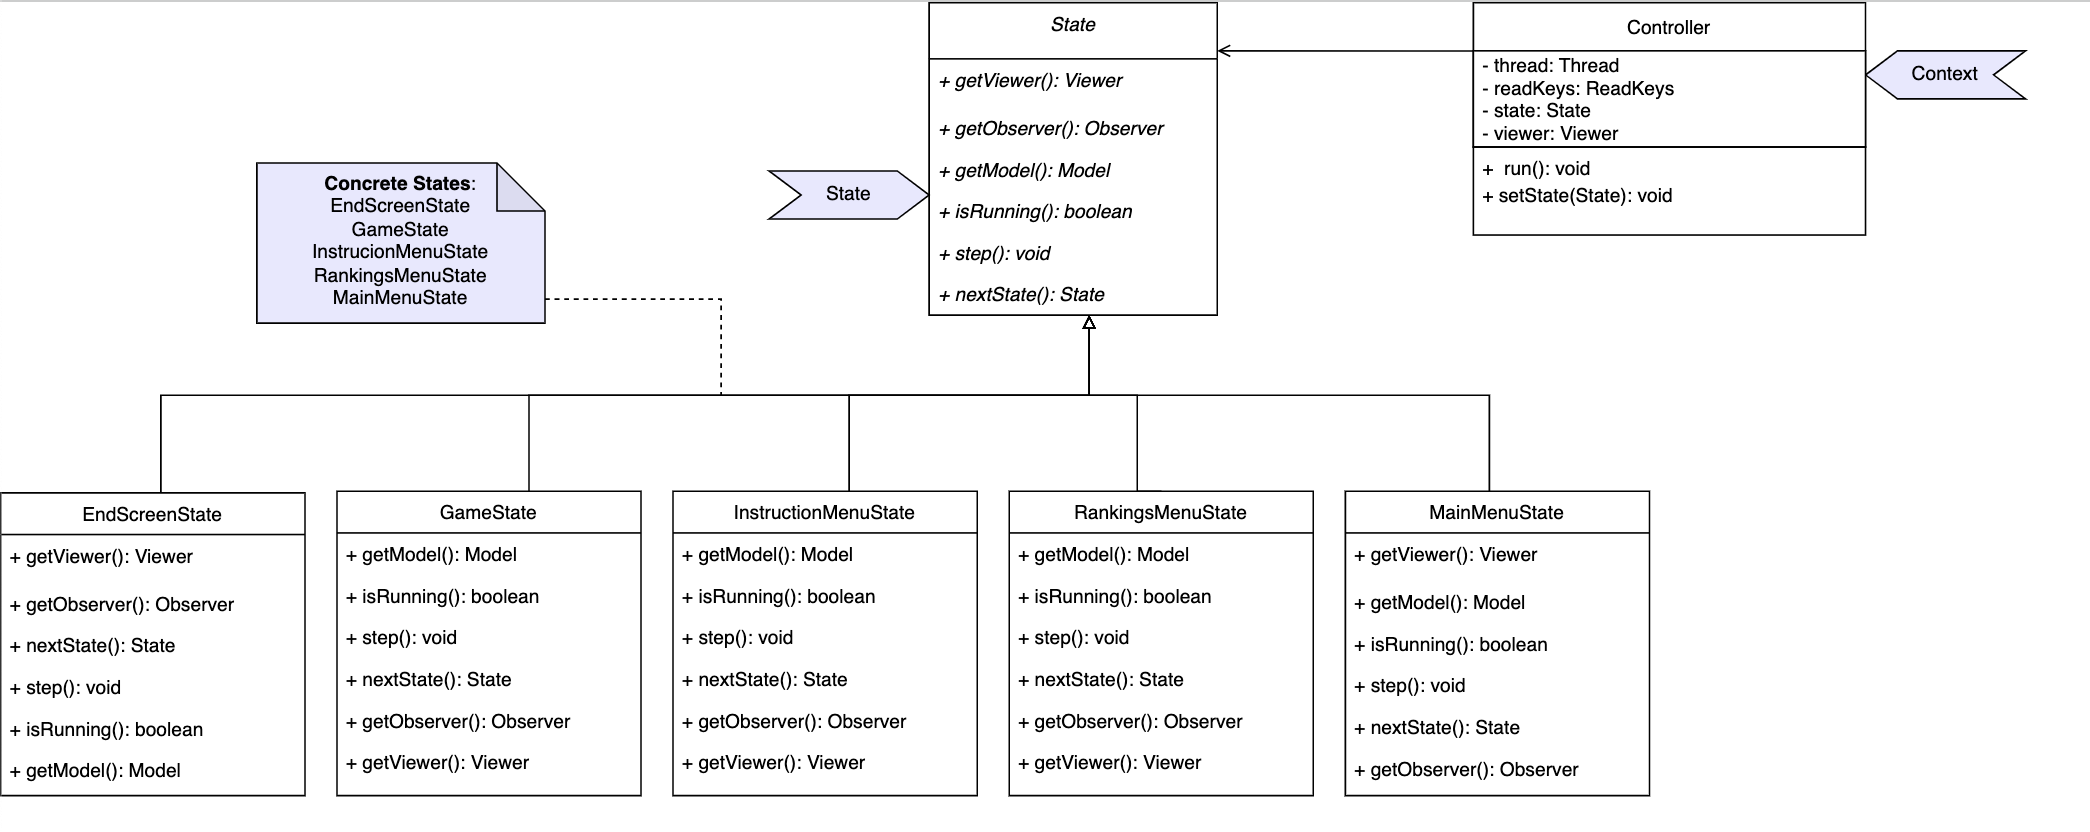 State
+ getViewer(): Viewer
+ getObserver(): Observer
+ getModel(): Model
+ isRunning(): boolean
+ step(): void
+ nextState(): State
Controller
- thread: Thread
- readKeys: ReadKeys
- state: State
- viewer: Viewer
+ run(): void
+ setState(State): void
Context
State
Concrete States:
EndScreenState
GameState
InstrucionMenuState
RankingsMenuState
MainMenuState
EndScreenState
+ getViewer(): Viewer
+ getObserver(): Observer
+ nextState(): State
+ step(): void
+ isRunning(): boolean
+ getModel(): Model
GameState
+ getModel(): Model
+ isRunning(): boolean
+ step(): void
+ nextState(): State
+ getObserver(): Observer
+ getViewer(): Viewer
InstructionMenuState
+ getModel(): Model
+ isRunning(): boolean
+ step(): void
+ nextState(): State
+ getObserver(): Observer
+ getViewer(): Viewer
RankingsMenuState
+ getModel(): Model
+ isRunning(): boolean
+ step(): void
+ nextState(): State
+ getObserver(): Observer
+ getViewer(): Viewer
MainMenuState
+ getViewer(): Viewer
+ getModel(): Model
+ isRunning(): boolean
+ step(): void
+ nextState(): State
+ getObserver(): Observer